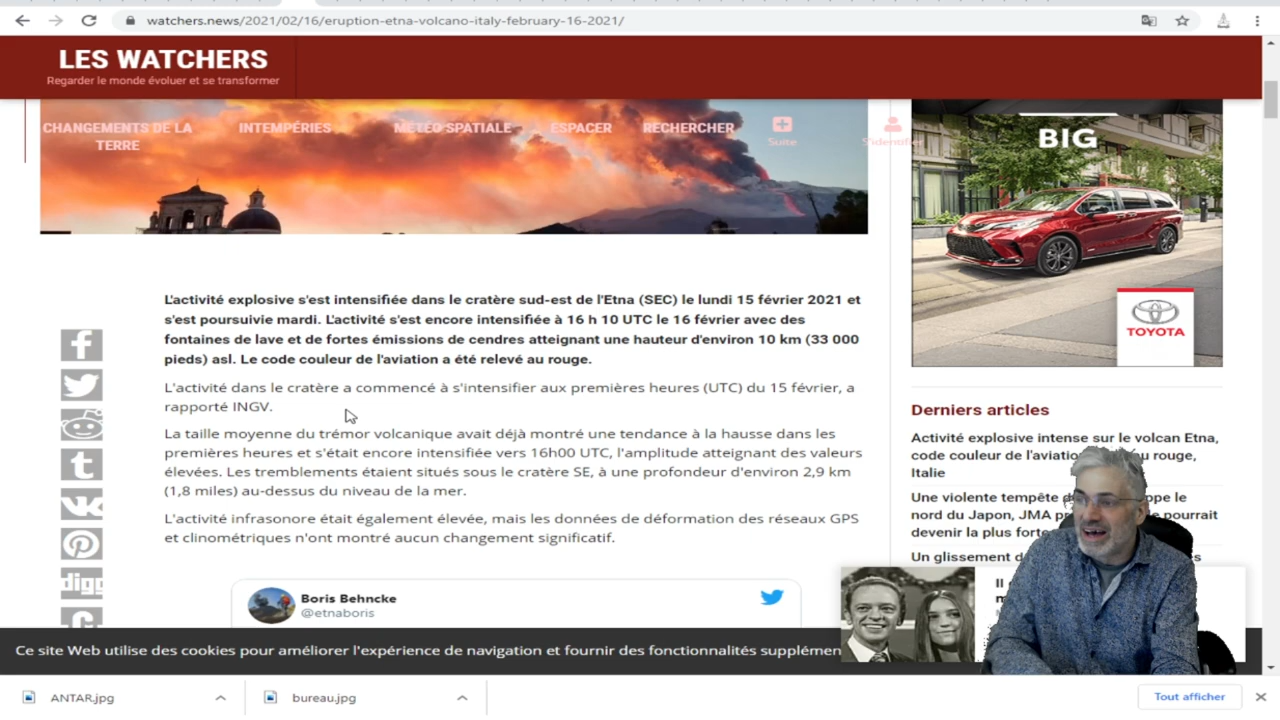 watchers.news/2021/02/16/eruption-etna-volcano-italy-february-16-2021/
LES WATCHERS
Regarder le monde évoluer et se transformer
CHANGEMENTS DE LA
TERRE
INTEMPÉRIES
MÉTÉO SPATIALE
ESPACER
RECHERCHER
Suite
S'identifier
BIG
TOYOTA
L'activité explosive s'est intensifiée dans le cratère sud-est de l'Etna (SEC) le lundi 15 février 2021 et
s'est poursuivie mardi. L'activité s'est encore intensifiée à 16 h 10 UTC le 16 février avec des
fontaines de lave et de fortes émissions de cendres atteignant une hauteur d'environ 10 km (33 000
pieds) asl. Le code couleur de l'aviation a été relevé au rouge.
L'activité dans le cratère a commencé à s'intensifier aux premières heures (UTC) du 15 février, a
rapporté INGV.
La taille moyenne du trémor volcanique avait déjà montré une tendance à la hausse dans les
premières heures et s'était encore intensifiée vers 16h00 UTC, l'amplitude atteignant des valeurs
élevées. Les tremblements étaient situés sous le cratère SE, à une profondeur d'environ 2,9 km
(1,8 miles) au-dessus du niveau de la mer.
L'activité infrasonore était également élevée, mais les données de déformation des réseaux GPS
et clinométriques n'ont montré aucun changement significatif.
Boris Behncke
@etnaboris
digg
Derniers articles
Activité explosive intense sur le volcan Etna,
code couleur de l'aviation au rouge,
Italie
Une violente tempête ppe le
nord du Japon, JMA pourrait
devenir la plus
Un glissement
Il
Ce site Web utilise des cookies pour améliorer l'expérience de navigation et fournir des fonctionnalités
ANTAR.jpg
bureau.jpg
Tout afficher